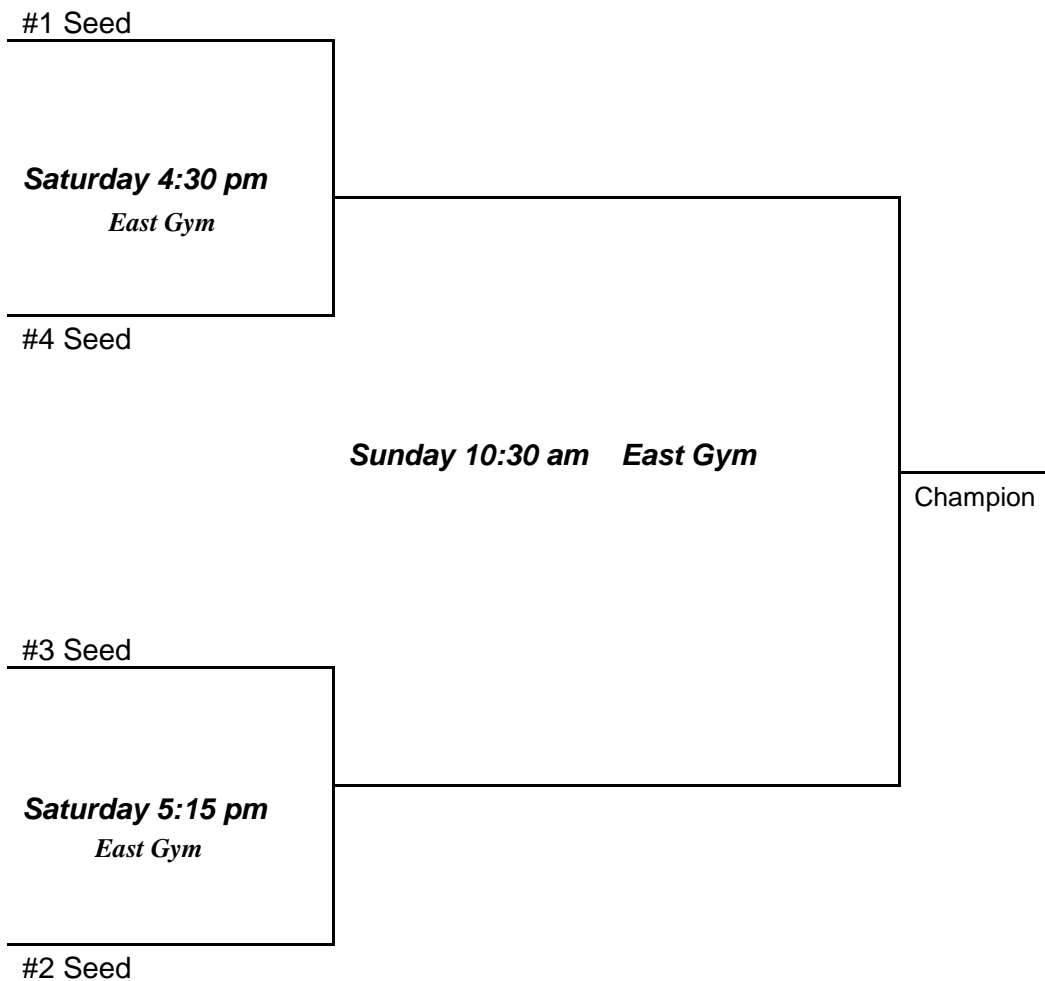 #1 Seed
Saturday 4:30 pm
East Gym
#4 Seed
Sunday 10:30 am East Gym
Champion
#3 Seed
Saturday 5:15 pm
East Gym
#2 Seed